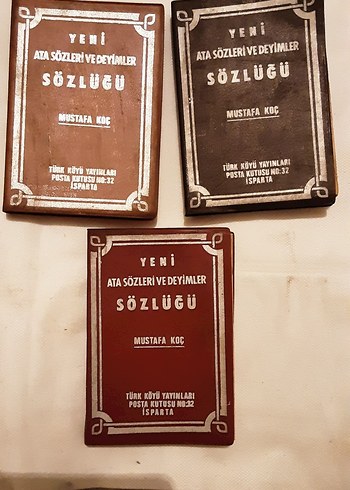 YENİ
ATA SÖZLERİ VE DEYİMLER
SÖZLÜĞÜ
MUSTAFA KOÇ
TÜRK KÖYÜ YAYINLARI
POSTA KUTUSU NO:32
ISPARTA
YENİ
ATA SÖZLERİ VE DEYİMLER
SÖZLÜĞÜ
MUSTAFA KOÇ
TÜRK KÖYÜ YAYINLARI
POSTA KUTUSU NO:32
ISPARTA
YENİ
ATA SÖZLERİ VE DEYİMLER
SÖZLÜĞÜ
MUSTAFA KOÇ
TÜRK KÖYÜ YAYINLARI
POSTA KUTUSU NO:32
İSPARTA